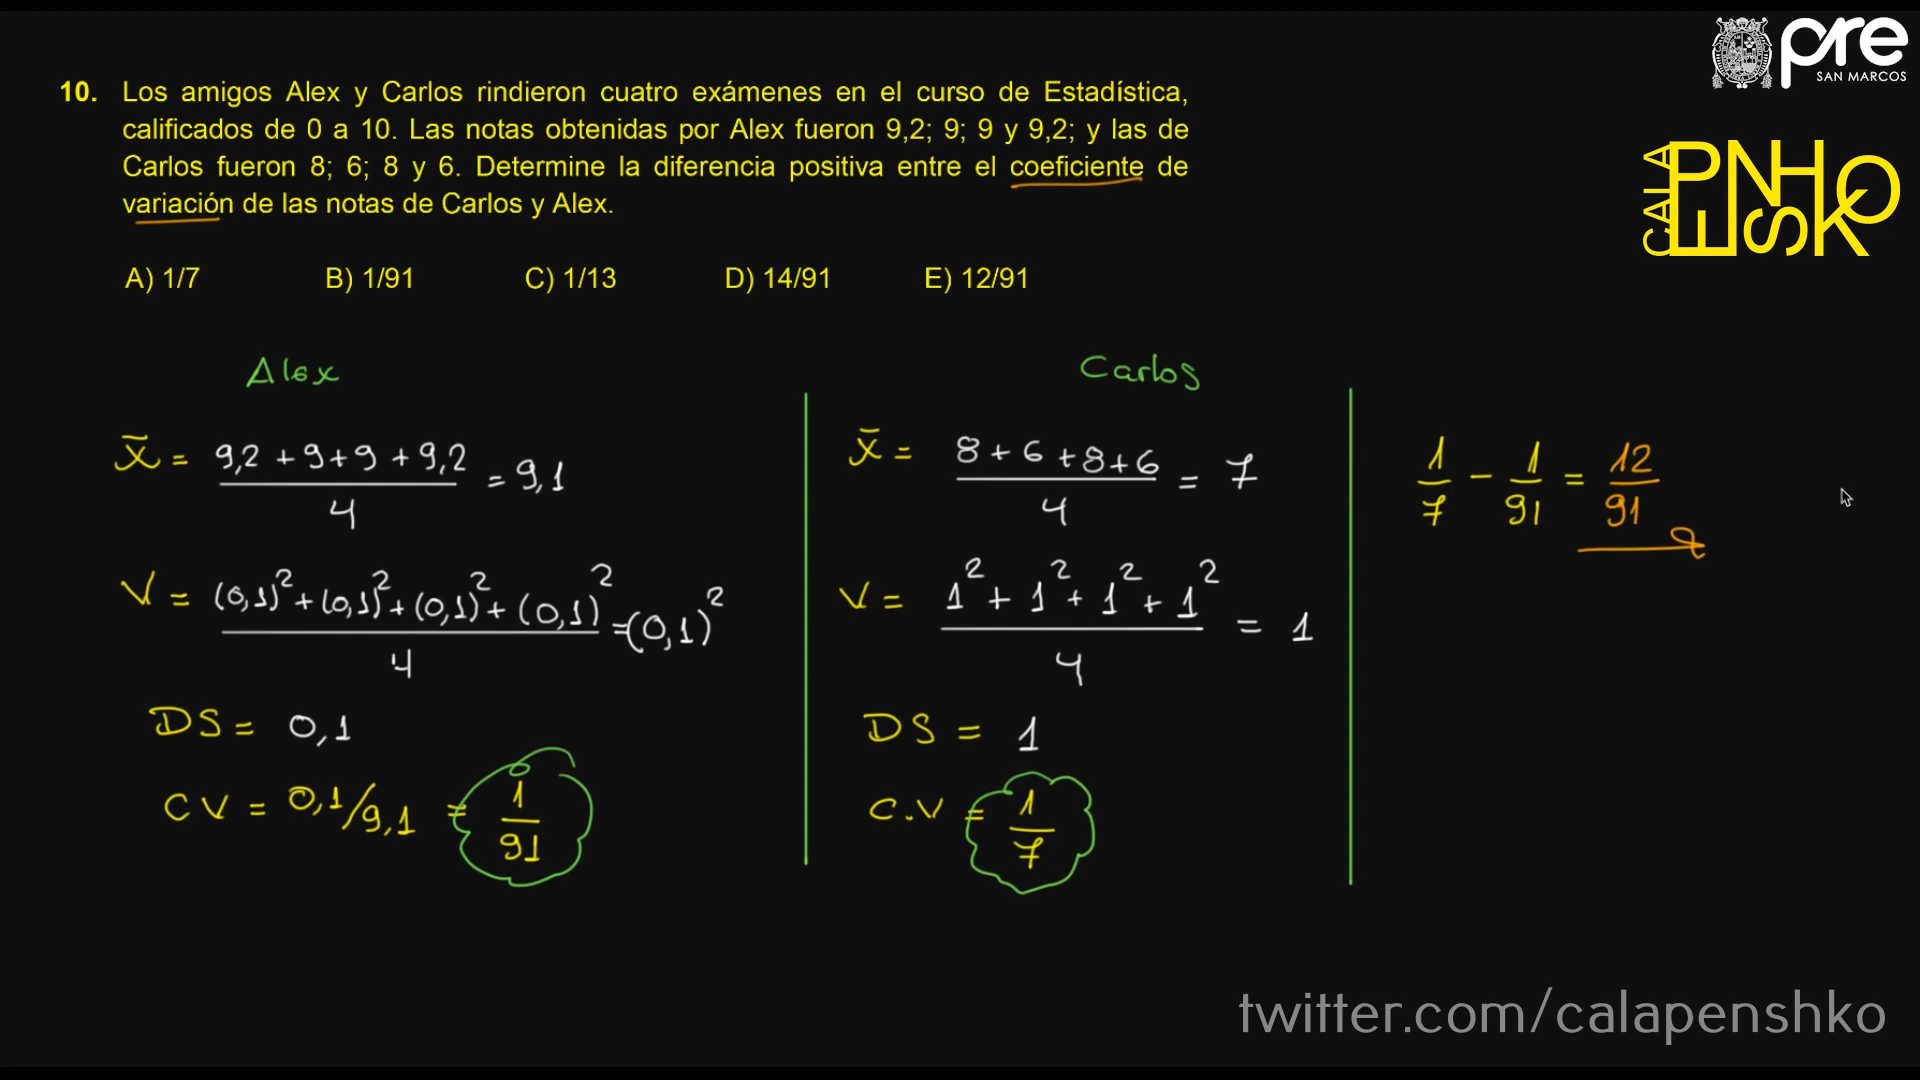 pre
SAN MARCOS
CALA
PENSHKO
10. Los amigos Alex y Carlos rindieron cuatro exámenes en el curso de Estadística,
calificados de 0 a 10. Las notas obtenidas por Alex fueron 9,2; 9; 9 y 9,2; y las de
Carlos fueron 8; 6; 8 y 6. Determine la diferencia positiva entre el coeficiente de
variación de las notas de Carlos y Alex.
A) 1/7 B) 1/91 C) 1/13 D) 14/91 E) 12/91
Alex
x̄ = (9,2 + 9 + 9 + 9,2)/4 = 9,1
V = ((0,1)² + (0,1)² + (0,1)² + (0,1)²)/4 = (0,1)²
DS = 0,1
CV = 0,1/9,1 = 1/91
Carlos
x̄ = (8 + 6 + 8 + 6)/4 = 7
V = (1² + 1² + 1² + 1²)/4 = 1
DS = 1
C.V = 1/7
1/7 - 1/91 = 12/91
twitter.com/calapenshko